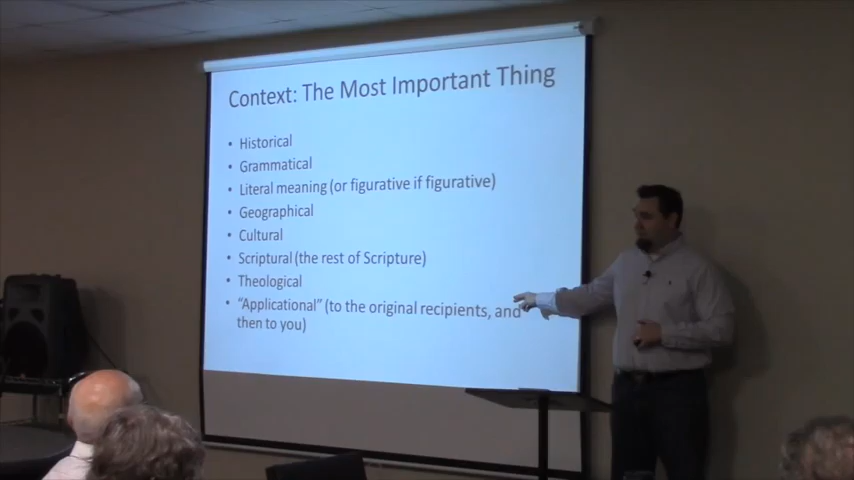 Context: The Most Important Thing
• Historical
• Grammatical
• Literal meaning (or figurative if figurative)
• Geographical
• Cultural
• Scriptural (the rest of Scripture)
• Theological
• “Applicational” (to the original recipients, and
then to you)